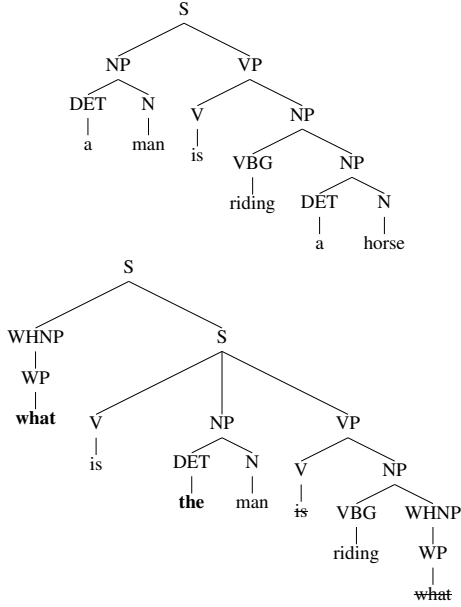 S
NP VP
DET N V NP
a man is VBG NP
riding DET N
a horse
S
WHNP S
WP
what V NP VP
is DET N V NP
the man is VBG WHNP
riding WP
what